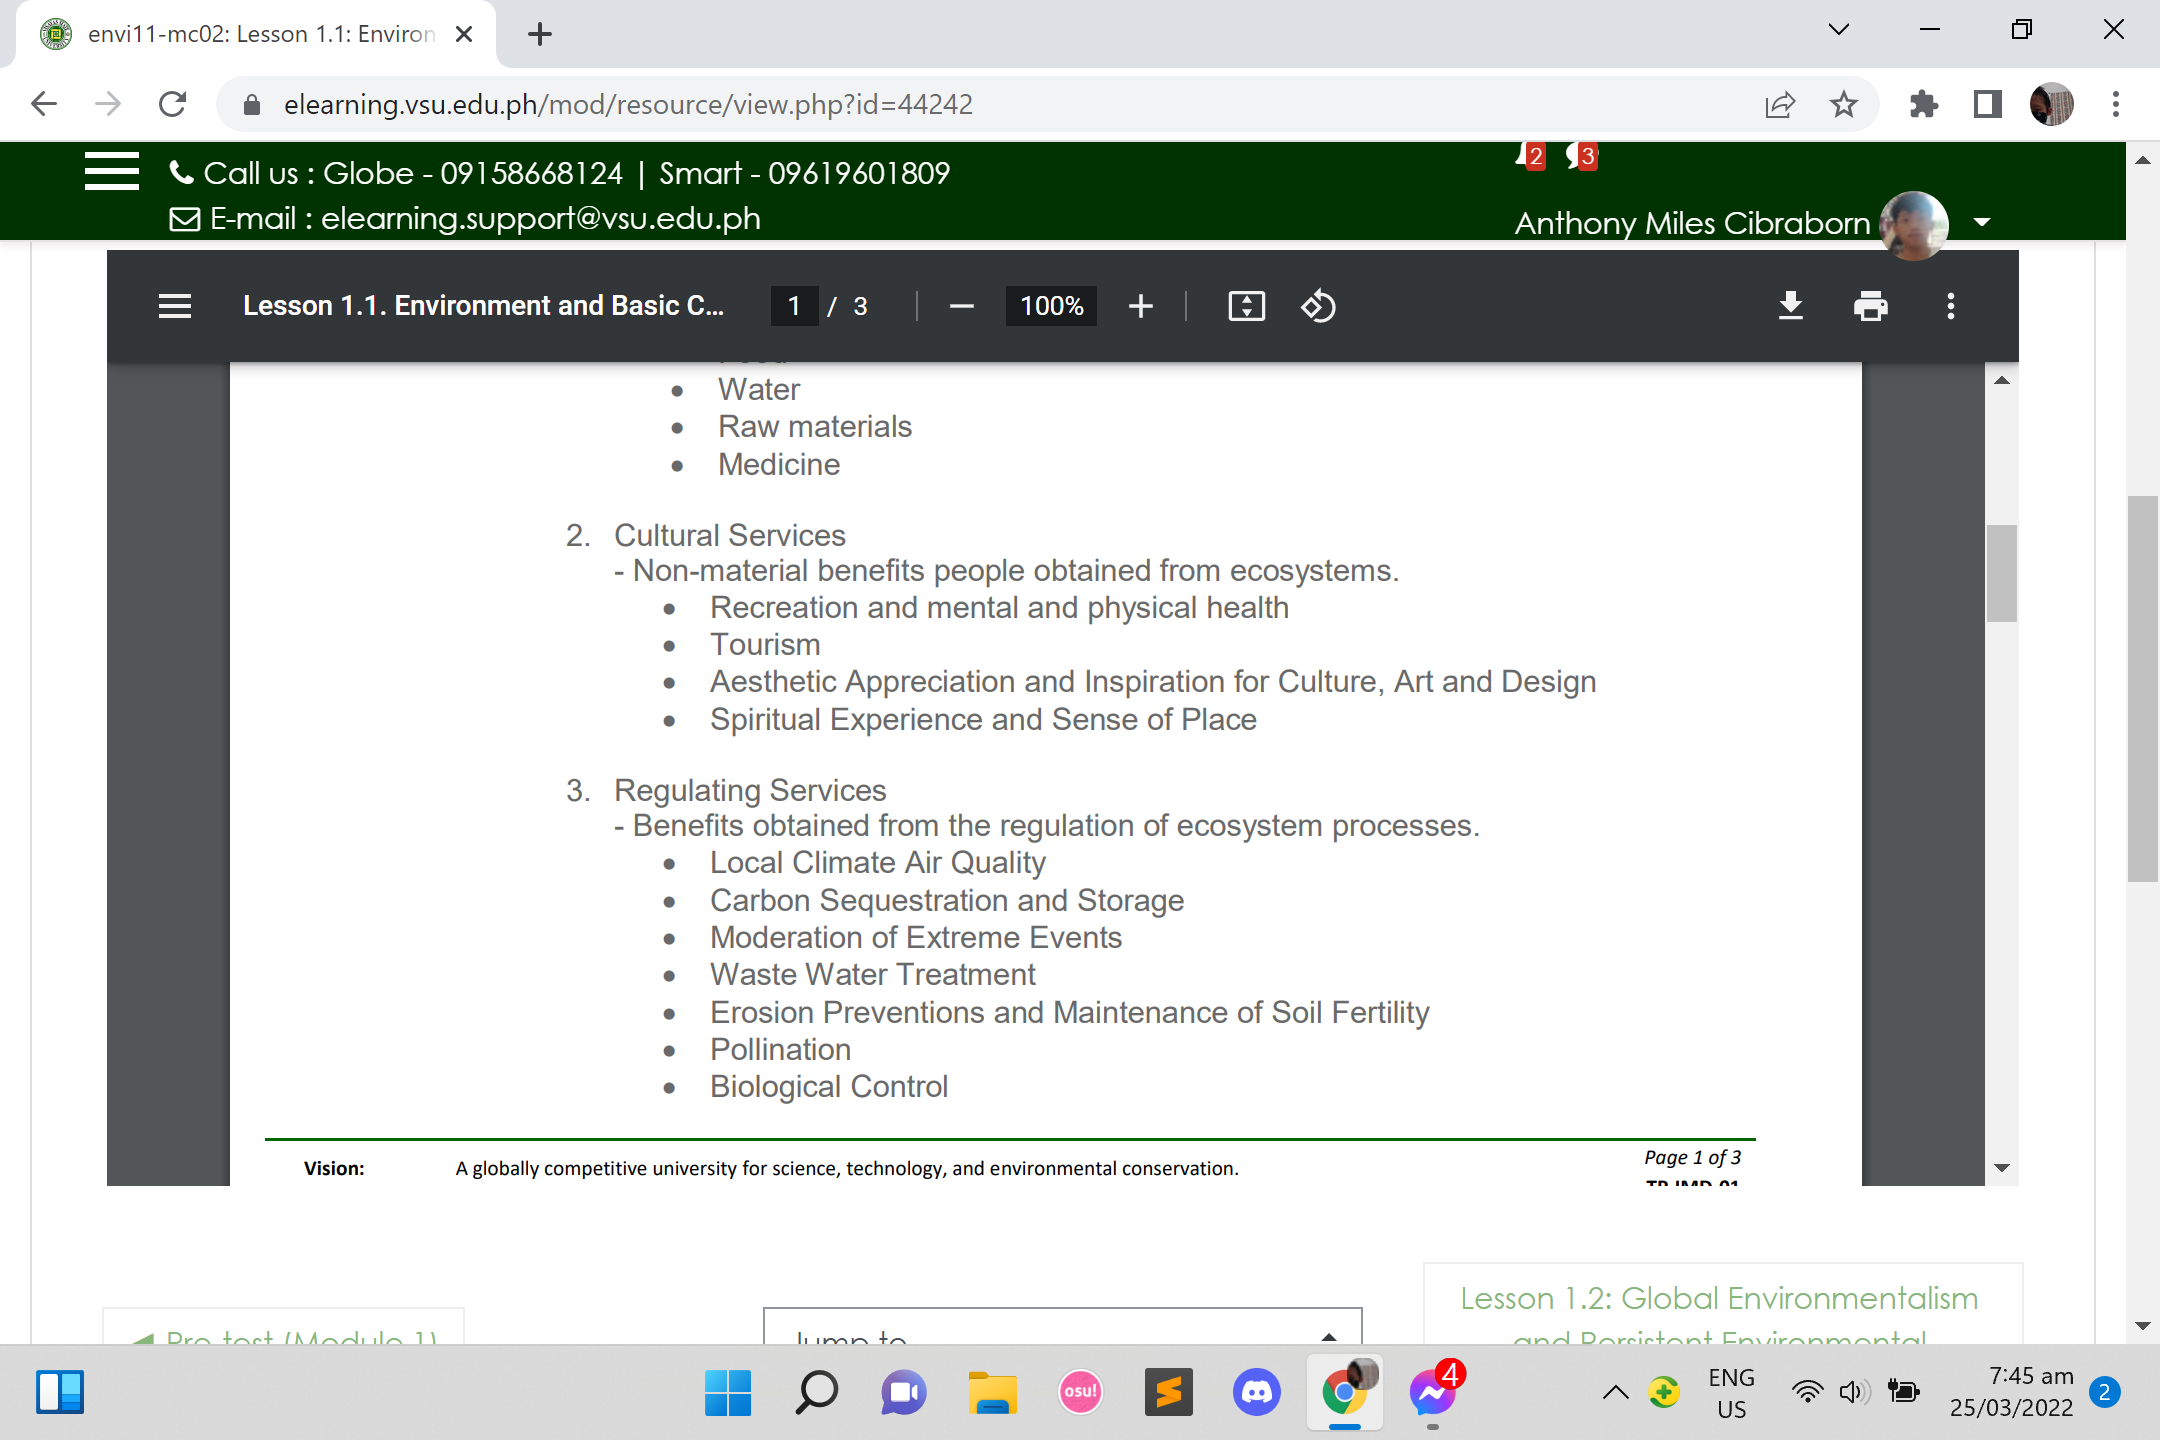 envi11-mc02: Lesson 1.1: Environ
elearning.vsu.edu.ph/mod/resource/view.php?id=44242
Call us : Globe - 09158668124 | Smart - 09619601809
2 3
E-mail : elearning.support@vsu.edu.ph
Anthony Miles Cibraborn
Lesson 1.1. Environment and Basic C... 1 / 3 100%
• Water
• Raw materials
• Medicine
2. Cultural Services
- Non-material benefits people obtained from ecosystems.
• Recreation and mental and physical health
• Tourism
• Aesthetic Appreciation and Inspiration for Culture, Art and Design
• Spiritual Experience and Sense of Place
3. Regulating Services
- Benefits obtained from the regulation of ecosystem processes.
• Local Climate Air Quality
• Carbon Sequestration and Storage
• Moderation of Extreme Events
• Waste Water Treatment
• Erosion Preventions and Maintenance of Soil Fertility
• Pollination
• Biological Control
Vision: A globally competitive university for science, technology, and environmental conservation.
Page 1 of 3
TP-IMD-01
Lesson 1.2: Global Environmentalism
and Persistent Environmental
Pre-test (Module 1)
Jump to
osu!
4
ENG
US
7:45 am
25/03/2022
2